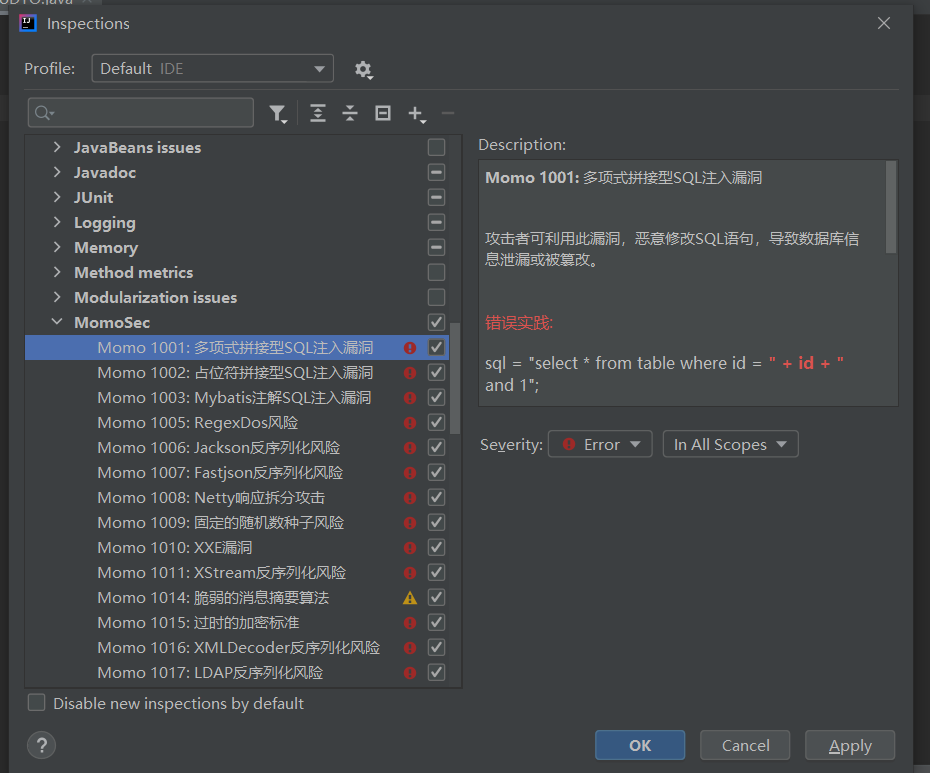 Inspections
Profile:
Default IDE
JavaBeans issues
Javadoc
JUnit
Logging
Memory
Method metrics
Modularization issues
MomoSec
Momo 1001: 多项式拼接型SQL注入漏洞
Momo 1002: 占位符拼接型SQL注入漏洞
Momo 1003: Mybatis注解SQL注入漏洞
Momo 1005: RegexDos风险
Momo 1006: Jackson反序列化风险
Momo 1007: Fastjson反序列化风险
Momo 1008: Netty响应拆分攻击
Momo 1009: 固定的随机数种子风险
Momo 1010: XXE漏洞
Momo 1011: XStream反序列化风险
Momo 1014: 脆弱的消息摘要算法
Momo 1015: 过时的加密标准
Momo 1016: XMLDecoder反序列化风险
Momo 1017: LDAP反序列化风险
Disable new inspections by default
Description:
Momo 1001: 多项式拼接型SQL注入漏洞
攻击者可利用此漏洞，恶意修改SQL语句，导致数据库信
息泄漏或被篡改。
错误实践:
sql = "select * from table where id = " + id + "
and 1";
Severity:
Error
In All Scopes
?
OK
Cancel
Apply